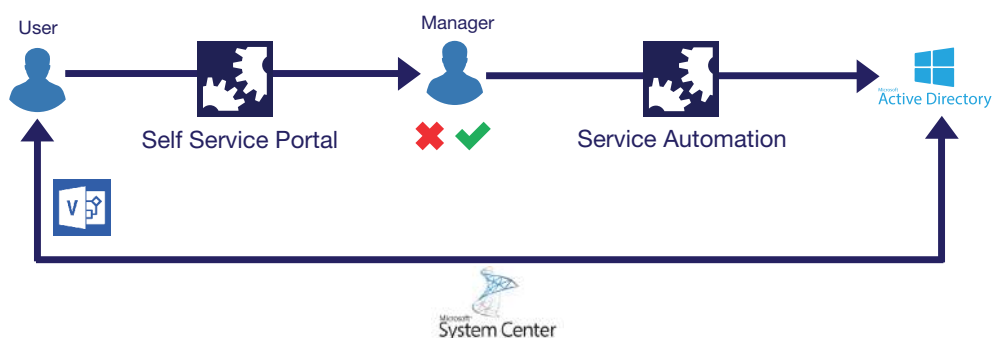 User
Manager
Self Service Portal
Service Automation
Microsoft
Active Directory
V
Microsoft
System Center